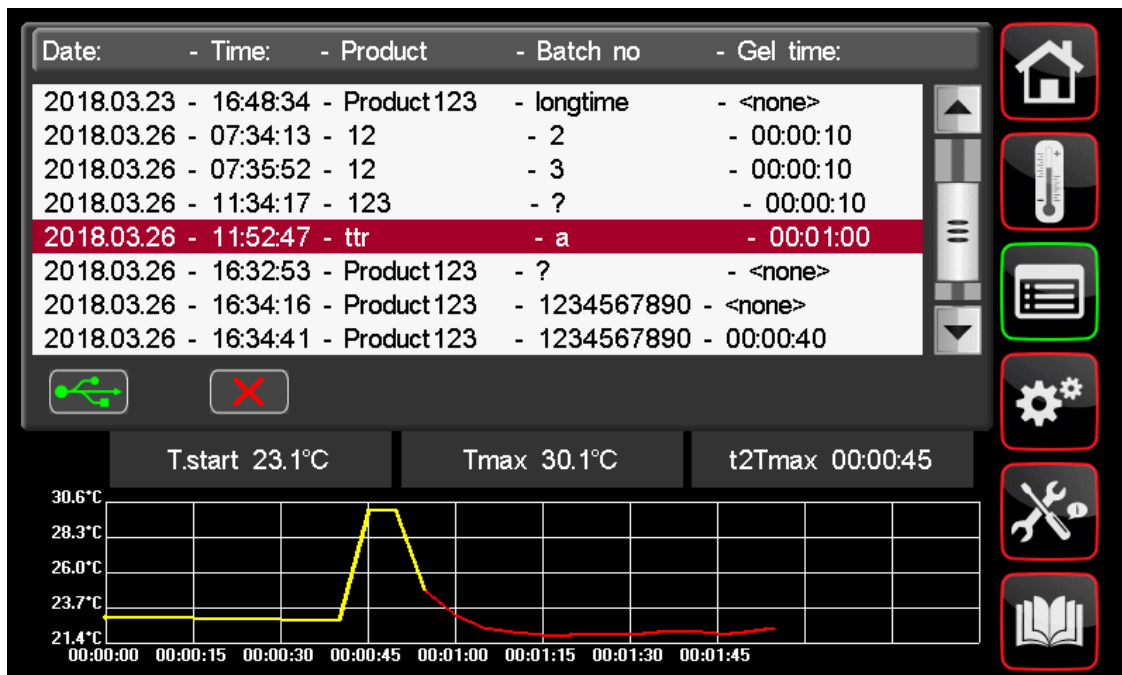 Date: - Time: - Product - Batch no - Gel time:
2018.03.23 - 16:48:34 - Product123 - longtime - <none>
2018.03.26 - 07:34:13 - 12 - 2 - 00:00:10
2018.03.26 - 07:35:52 - 12 - 3 - 00:00:10
2018.03.26 - 11:34:17 - 123 - ? - 00:00:10
2018.03.26 - 11:52:47 - ttr - a - 00:01:00
2018.03.26 - 16:32:53 - Product123 - ? - <none>
2018.03.26 - 16:34:16 - Product123 - 1234567890 - <none>
2018.03.26 - 16:34:41 - Product123 - 1234567890 - 00:00:40
T.start 23.1°C Tmax 30.1°C t2Tmax 00:00:45
30.6°C
28.3°C
26.0°C
23.7°C
21.4°C
00:00:00 00:00:15 00:00:30 00:00:45 00:01:00 00:01:15 00:01:30 00:01:45